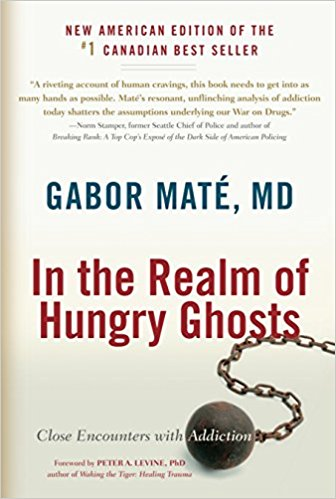 NEW AMERICAN EDITION OF THE
#1 CANADIAN BEST SELLER
“A riveting account of human cravings, this book needs to get into as
many hands as possible. Maté’s resonant, unflinching analysis of addiction
today shatters the assumptions underlying our War on Drugs.”
—Norm Stamper, former Seattle Chief of Police and author of
Breaking Rank: A Top Cop’s Exposé of the Dark Side of American Policing
GABOR MATÉ, MD
In the Realm of
Hungry Ghosts
Close Encounters with Addiction
Foreword by PETER A. LEVINE, PhD
author of Waking the Tiger: Healing Trauma